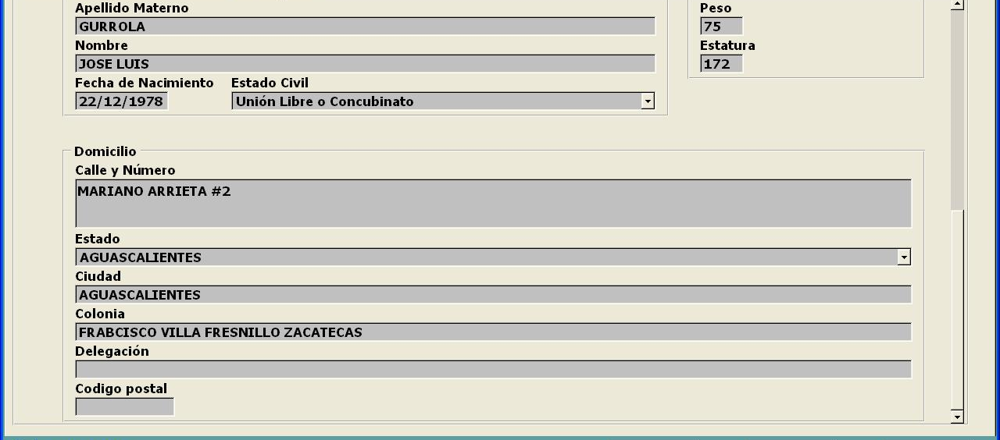 Apellido Materno
GURROLA
Nombre
JOSE LUIS
Fecha de Nacimiento Estado Civil
22/12/1978 Unión Libre o Concubinato
Peso
75
Estatura
172
Domicilio
Calle y Número
MARIANO ARRIETA #2
Estado
AGUASCALIENTES
Ciudad
AGUASCALIENTES
Colonia
FRABCISCO VILLA FRESNILLO ZACATECAS
Delegación
Codigo postal